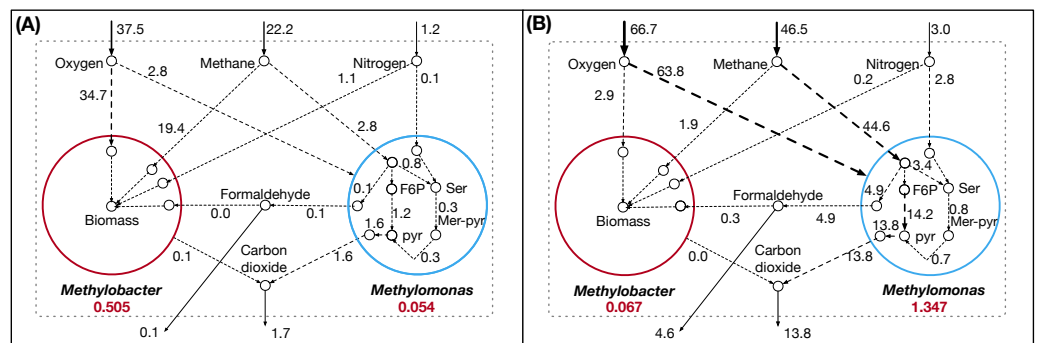 (A)
37.5
22.2
1.2
Oxygen
2.8
Methane
1.1
Nitrogen
0.1
34.7
19.4
2.8
0.8
0.1
F6P
Ser
Formaldehyde
1.2
0.3
Biomass
0.0
0.1
1.6
Mer-pyr
pyr
0.1
Carbon
dioxide
1.6
0.3
Methylobacter
0.505
Methylomonas
0.054
0.1
1.7
(B)
66.7
46.5
3.0
Oxygen
63.8
Methane
0.2
Nitrogen
2.8
2.9
1.9
44.6
3.4
4.9
F6P
Ser
Formaldehyde
14.2
0.8
Biomass
0.3
4.9
13.8
Mer-pyr
pyr
0.0
Carbon
dioxide
13.8
0.7
Methylobacter
0.067
Methylomonas
1.347
4.6
13.8